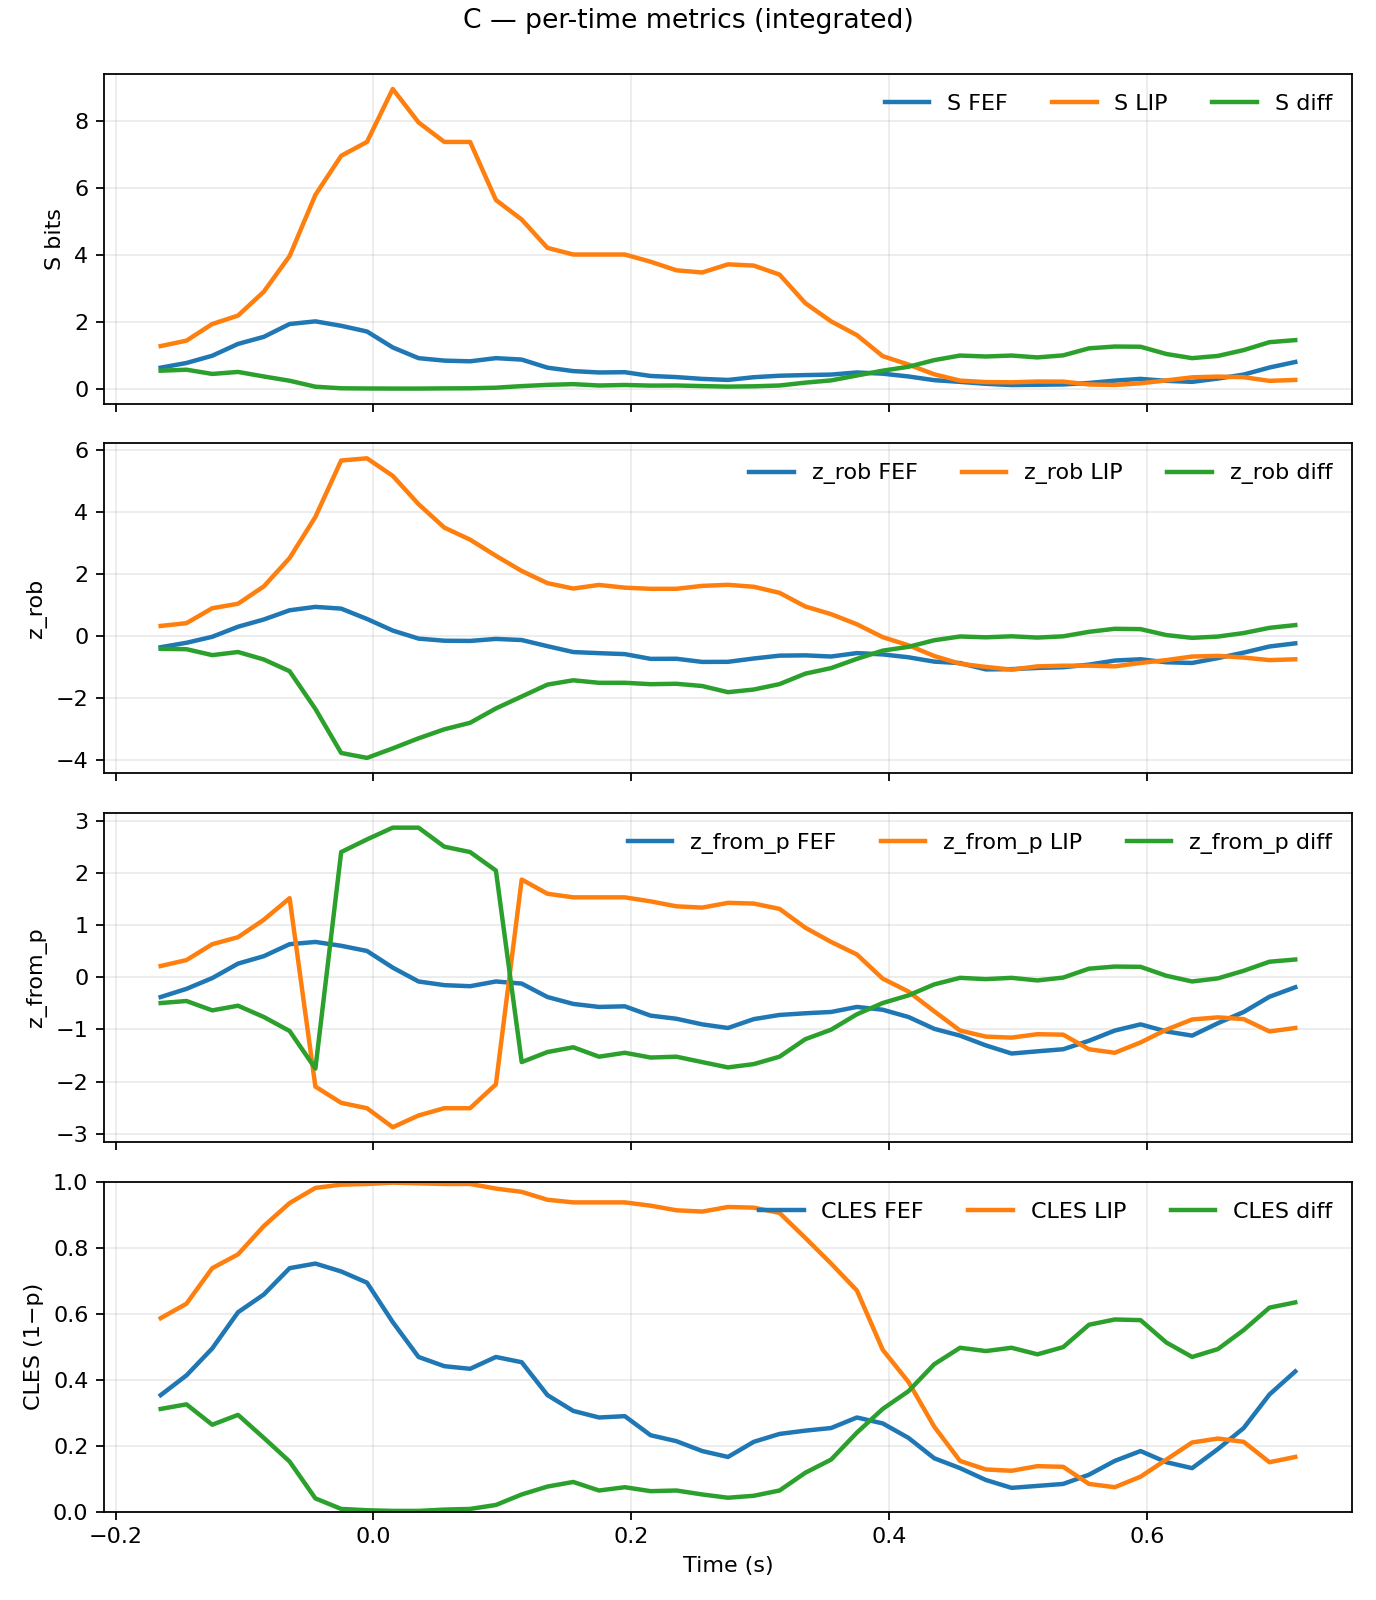 C — per-time metrics (integrated)
S FEF S LIP S diff
8
6
4
2
0
S bits
z_rob FEF z_rob LIP z_rob diff
6
4
2
0
−2
−4
z_rob
z_from_p FEF z_from_p LIP z_from_p diff
3
2
1
0
−1
−2
−3
z_from_p
CLES FEF CLES LIP CLES diff
1.0
0.8
0.6
0.4
0.2
0.0
CLES (1−p)
−0.2 0.0 0.2 0.4 0.6
Time (s)